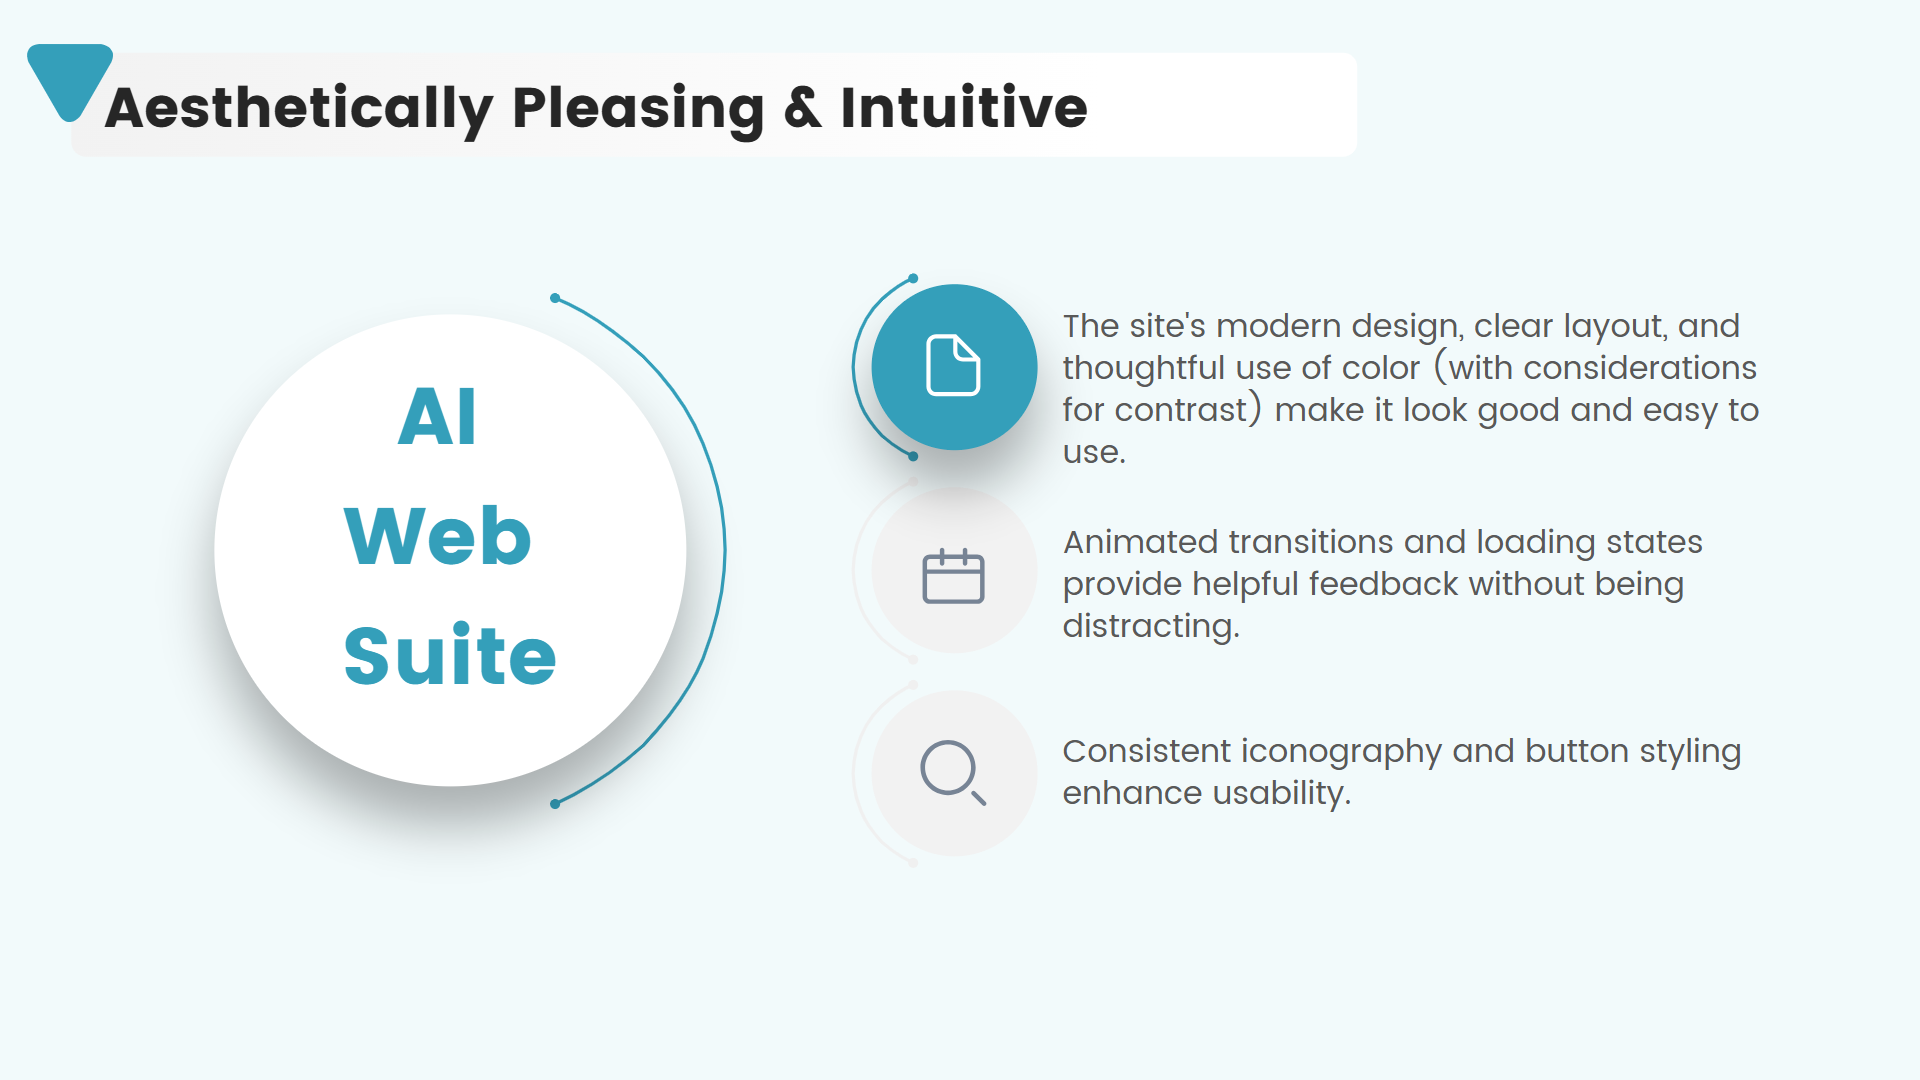 Aesthetically Pleasing & Intuitive
AI
Web
Suite
The site's modern design, clear layout, and
thoughtful use of color (with considerations
for contrast) make it look good and easy to
use.
Animated transitions and loading states
provide helpful feedback without being
distracting.
Consistent iconography and button styling
enhance usability.